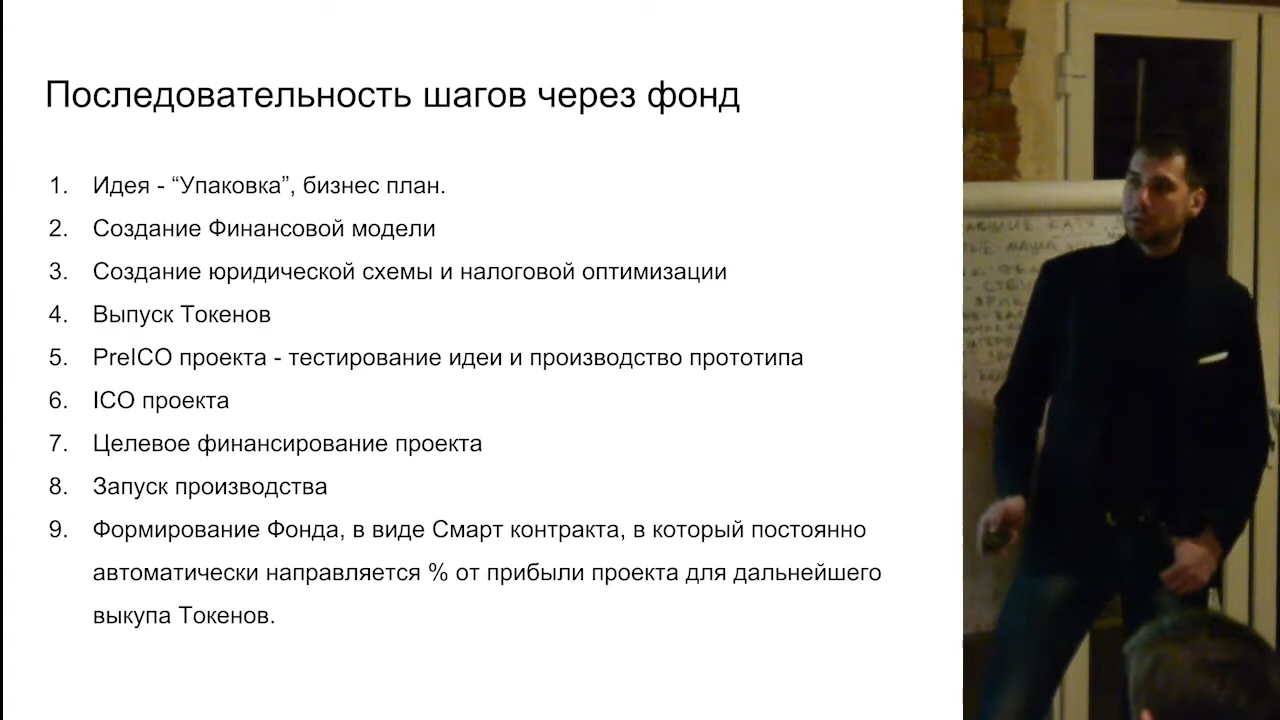 Последовательность шагов через фонд
1. Идея - “Упаковка”, бизнес план.
2. Создание Финансовой модели
3. Создание юридической схемы и налоговой оптимизации
4. Выпуск Токенов
5. PreICO проекта - тестирование идеи и производство прототипа
6. ICO проекта
7. Целевое финансирование проекта
8. Запуск производства
9. Формирование Фонда, в виде Смарт контракта, в который постоянно
автоматически направляется % от прибыли проекта для дальнейшего
выкупа Токенов.
КАТЯ